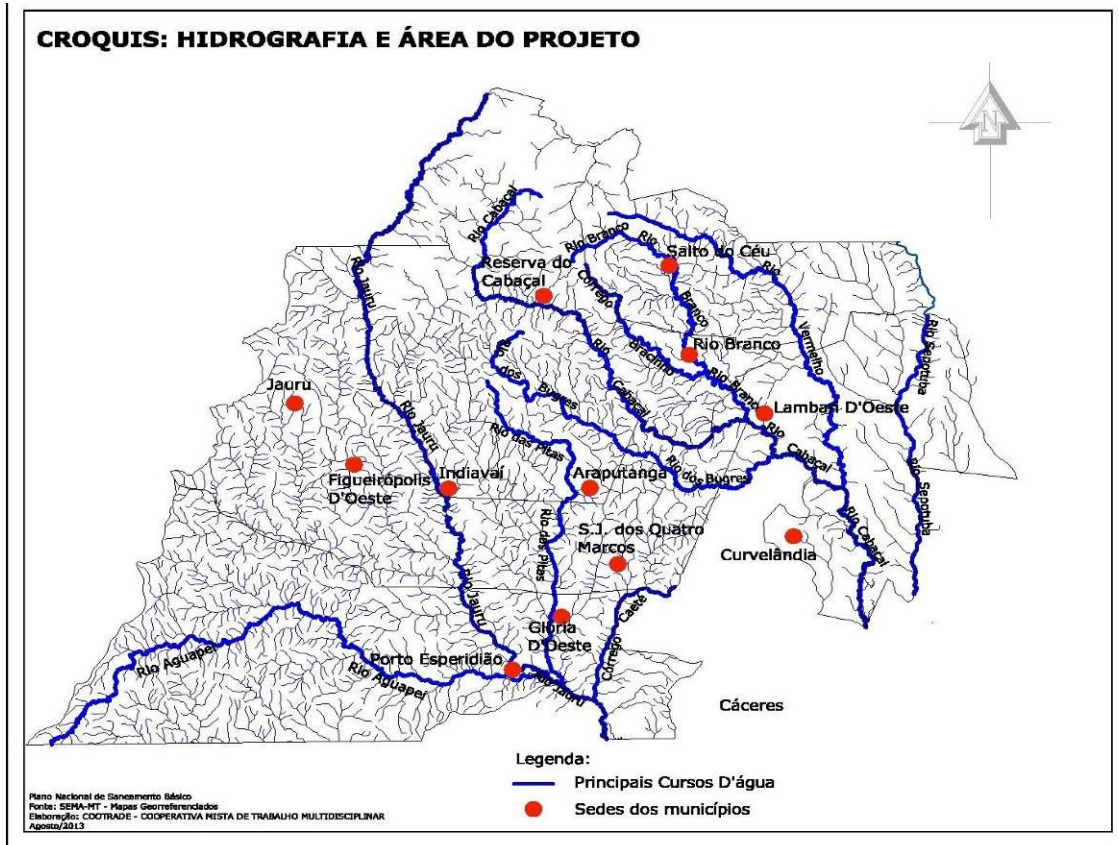 CROQUIS: HIDROGRAFIA E ÁREA DO PROJETO
N
Rio Cabaçal
Rio Branco
Rio
Salto do Céu
Rio
Reserva do
Cabaçal
Rio Jauru
Córrego
Branco
Vermelho
Rio Sepotuba
Rio
Bracinho
Rio Branco
Rio
dos
Bugres
Cabaçal
Rio Branco
Jauru
Rio Jauru
Lambari D'Oeste
Rio das Pitas
Rio Cabaçal
Figueirópolis
D'Oeste
Indiavaí
Araputanga
Rio dos Bugres
Rio
Sepotuba
Rio das Pitas
S.J. dos Quatro
Marcos
Curvelândia
Rio Cabaçal
Rio Jauru
Glória
D'Oeste
Córrego
Caeté
Porto Esperidião
Rio Aguapeí
Rio Aguapeí
Rio Jauru
Cáceres
Legenda:
Principais Cursos D'água
Sedes dos municípios
Plano Nacional de Saneamento Básico
Fonte: SEMA-MT - Mapas Georreferenciados
Elaboração: COOTRADE - COOPERATIVA MISTA DE TRABALHO MULTIDISCIPLINAR
Agosto/2013